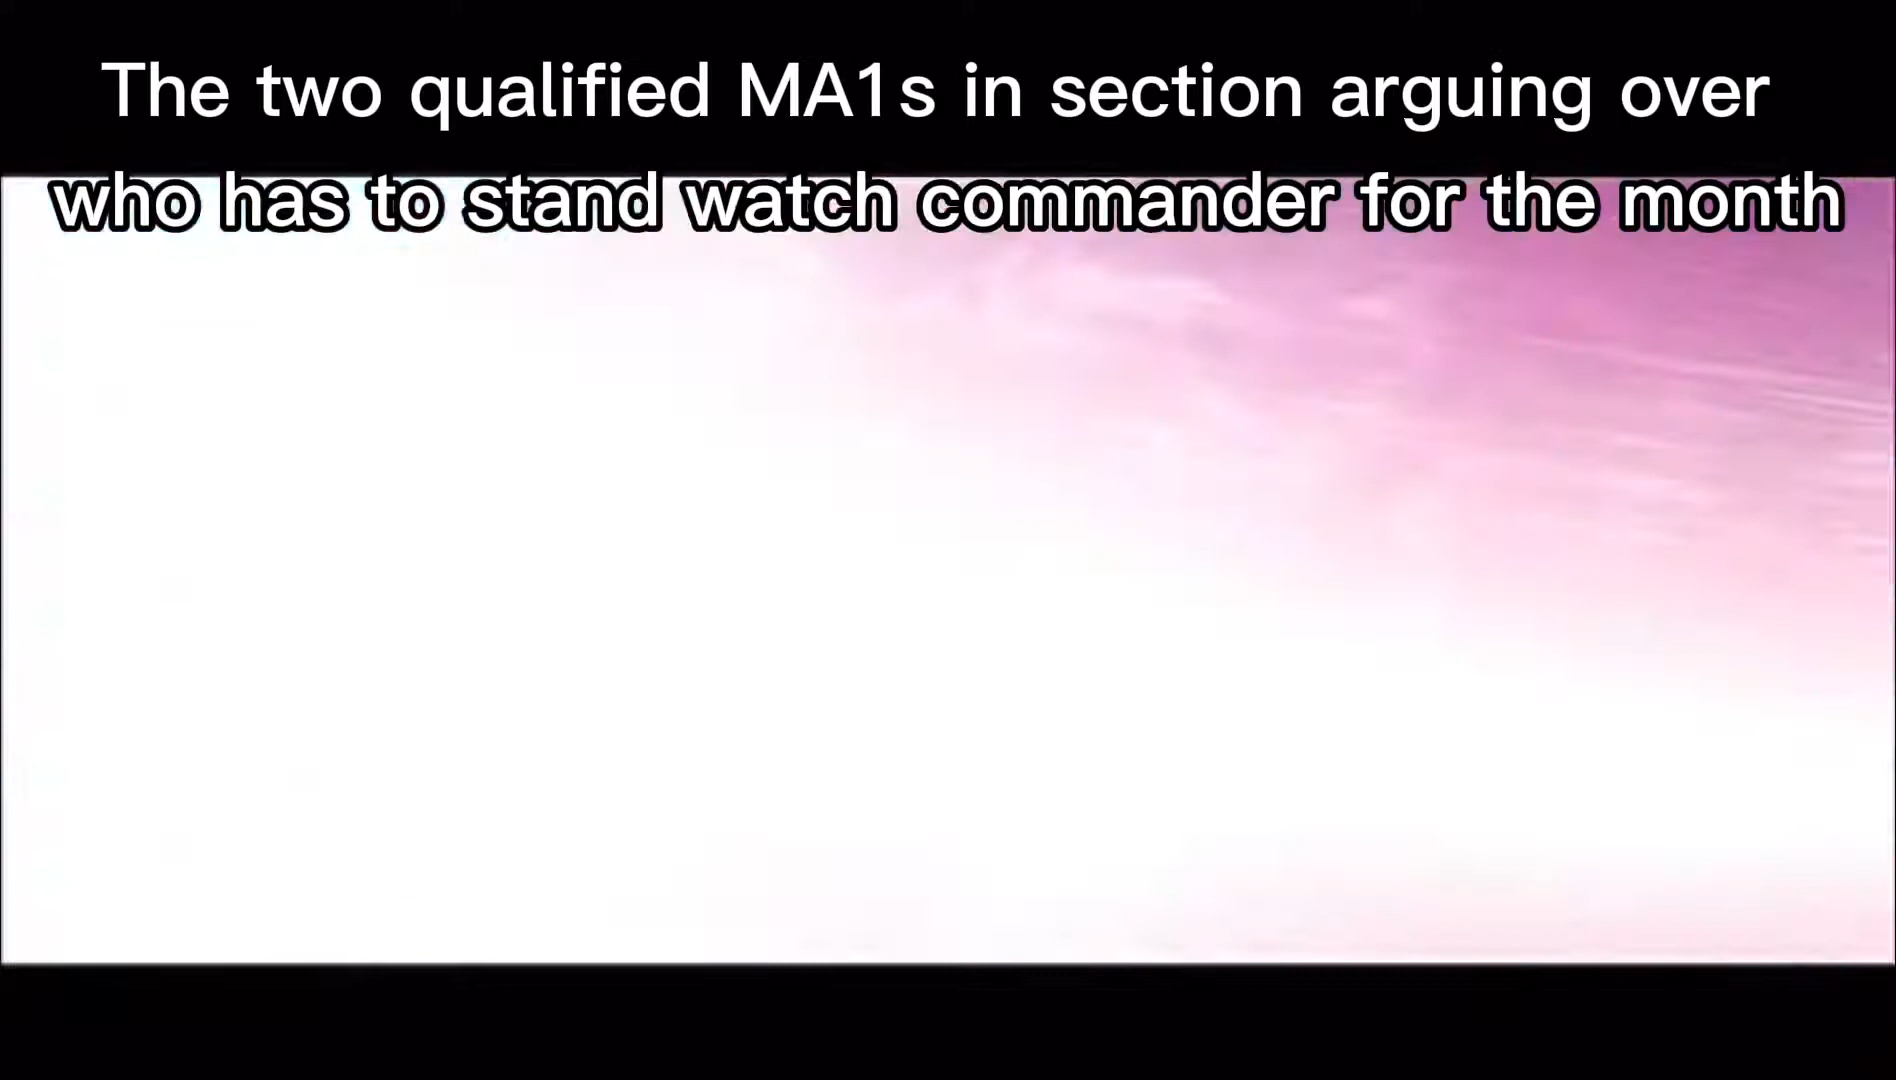 The two qualified MA1s in section arguing over
who has to stand watch commander for the month